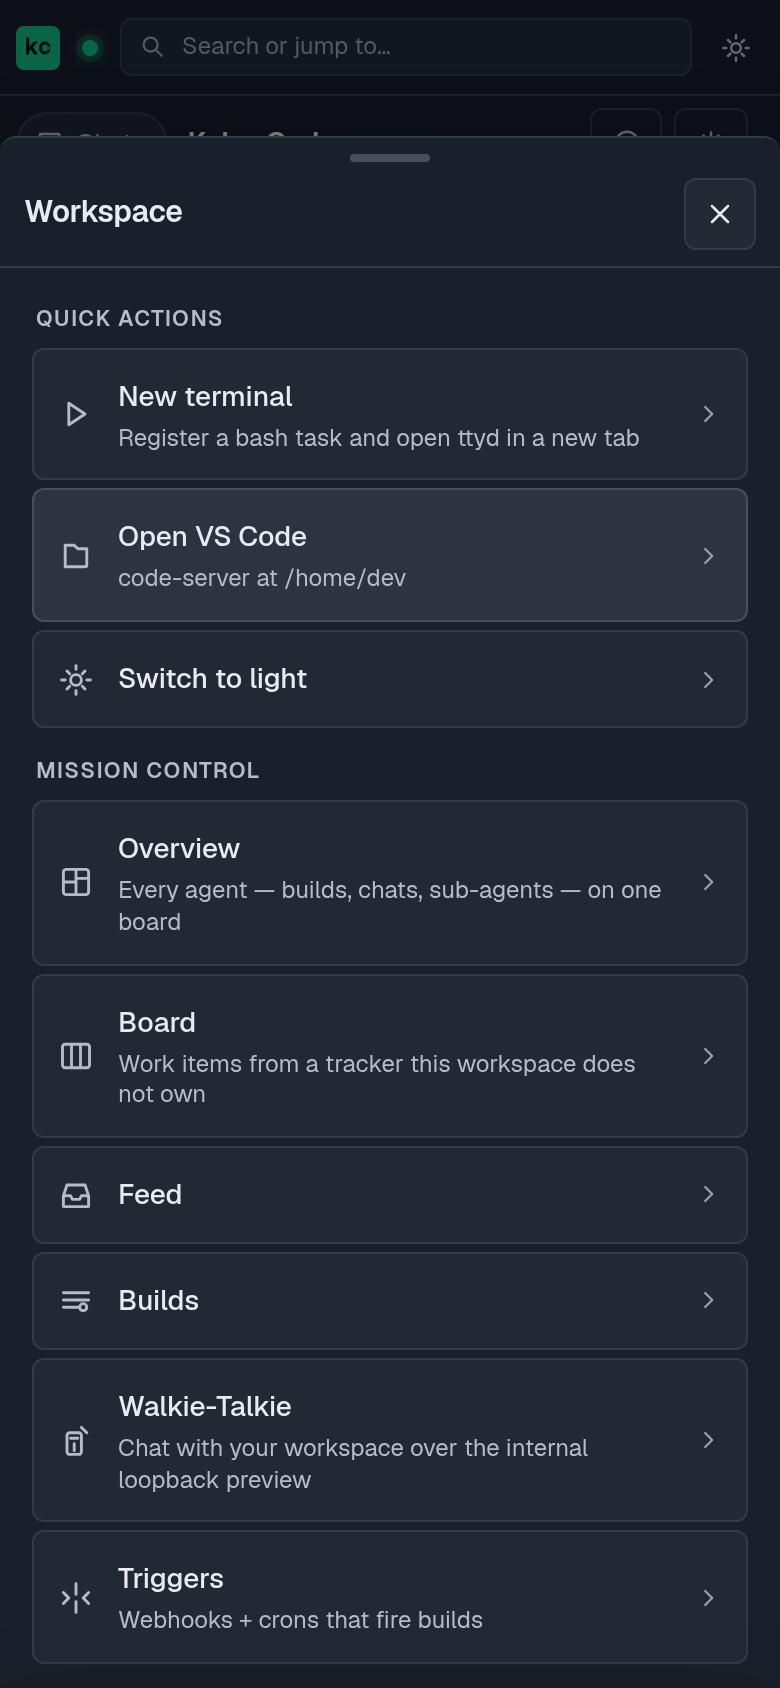 kc
Search or jump to...
Workspace
QUICK ACTIONS
New terminal
Register a bash task and open ttyd in a new tab
Open VS Code
code-server at /home/dev
Switch to light
MISSION CONTROL
Overview
Every agent — builds, chats, sub-agents — on one
board
Board
Work items from a tracker this workspace does
not own
Feed
Builds
Walkie-Talkie
Chat with your workspace over the internal
loopback preview
Triggers
Webhooks + crons that fire builds